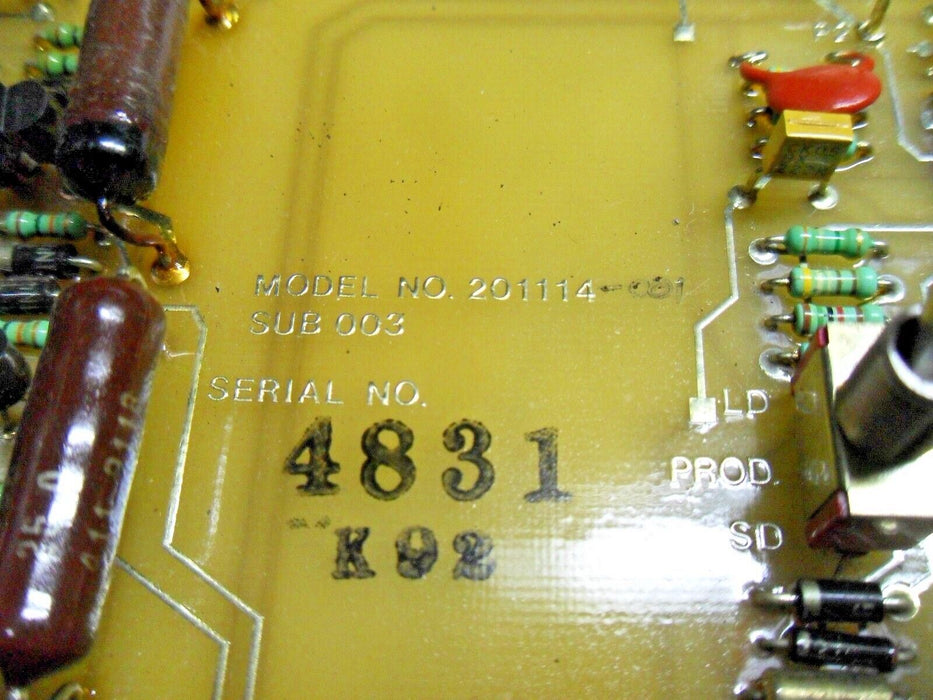 MODEL NO. 201114-001
SUB 003
SERIAL NO.
4831
K92
LD
PROD.
SD